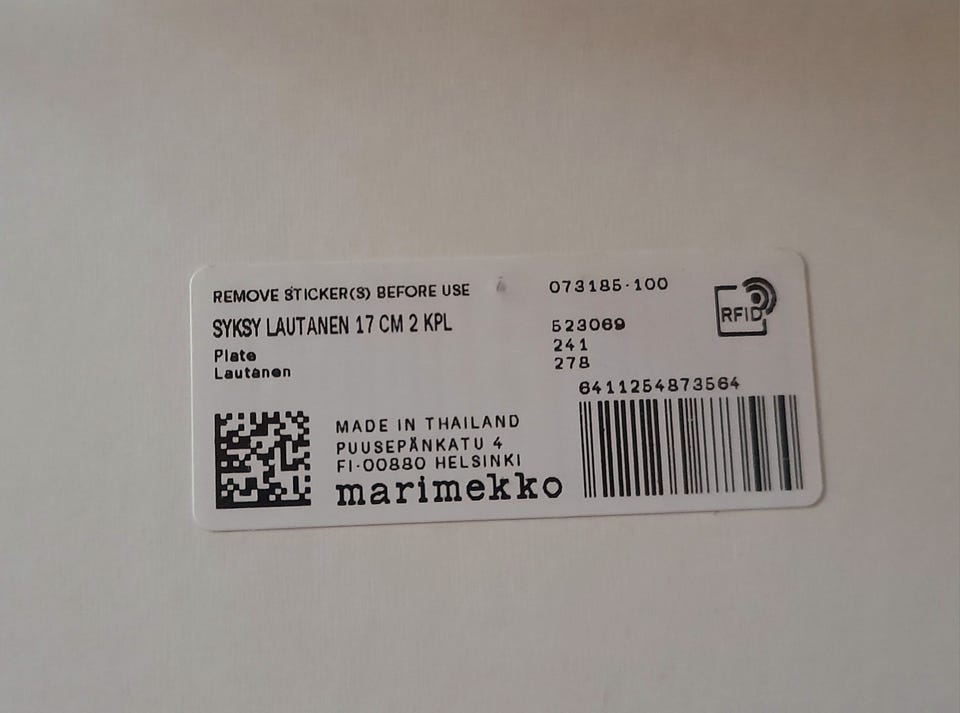 REMOVE STICKER(S) BEFORE USE
SYKSY LAUTANEN 17 CM 2 KPL
Plate
Lautanen
073185-100
523069
241
278
RFID
6411254873564
MADE IN THAILAND
PUUSEPÄNKATU 4
FI-00880 HELSINKI
marimekko